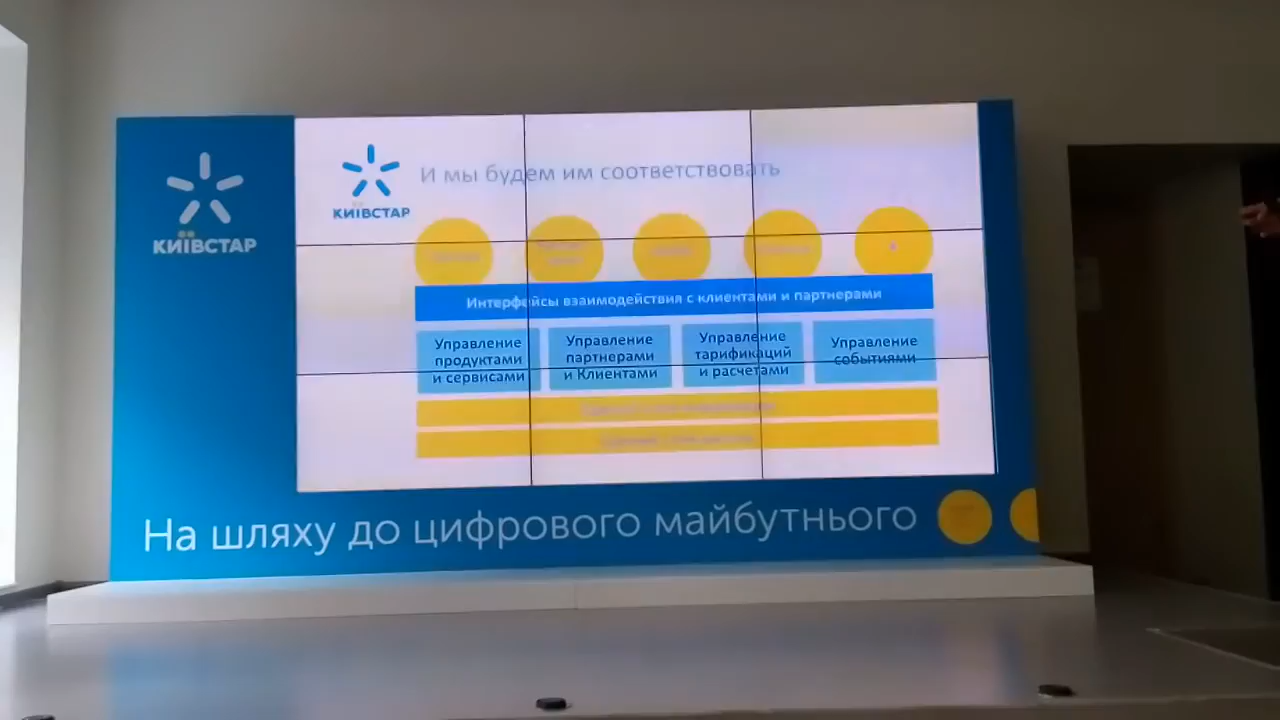 КИЇВСТАР
КИЇВСТАР
И мы будем им соответствовать
Интерфейсы взаимодействия с клиентами и партнерами
Управление
продуктами
и сервисами
Управление
партнерами
и Клиентами
Управление
тарификаций
и расчетами
Управление
событиями
На шляху до цифрового майбутнього